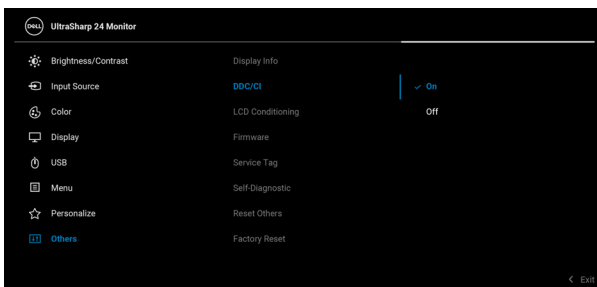 DELL UltraSharp 24 Monitor
Brightness/Contrast Display Info
Input Source DDC/CI ✓ On
Color LCD Conditioning Off
Display Firmware
USB Service Tag
Menu Self-Diagnostic
Personalize Reset Others
Others Factory Reset
< Exit